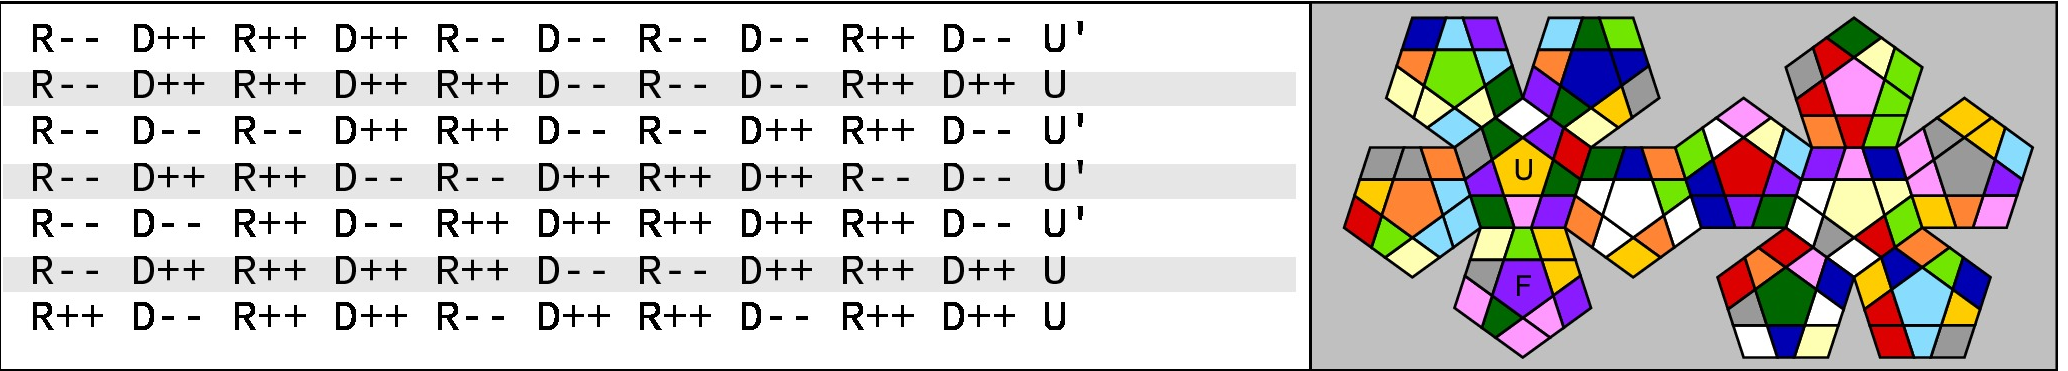 R-- D++ R++ D++ R-- D-- R-- D-- R++ D-- U'
R-- D++ R++ D++ R++ D-- R-- D-- R++ D++ U
R-- D-- R-- D++ R++ D-- R-- D++ R++ D-- U'
R-- D++ R++ D-- R-- D++ R++ D++ R-- D-- U'
R-- D-- R++ D-- R++ D++ R++ D++ R++ D-- U'
R-- D++ R++ D++ R++ D-- R-- D++ R++ D++ U
R++ D-- R++ D++ R-- D++ R++ D-- R++ D++ U
U
F